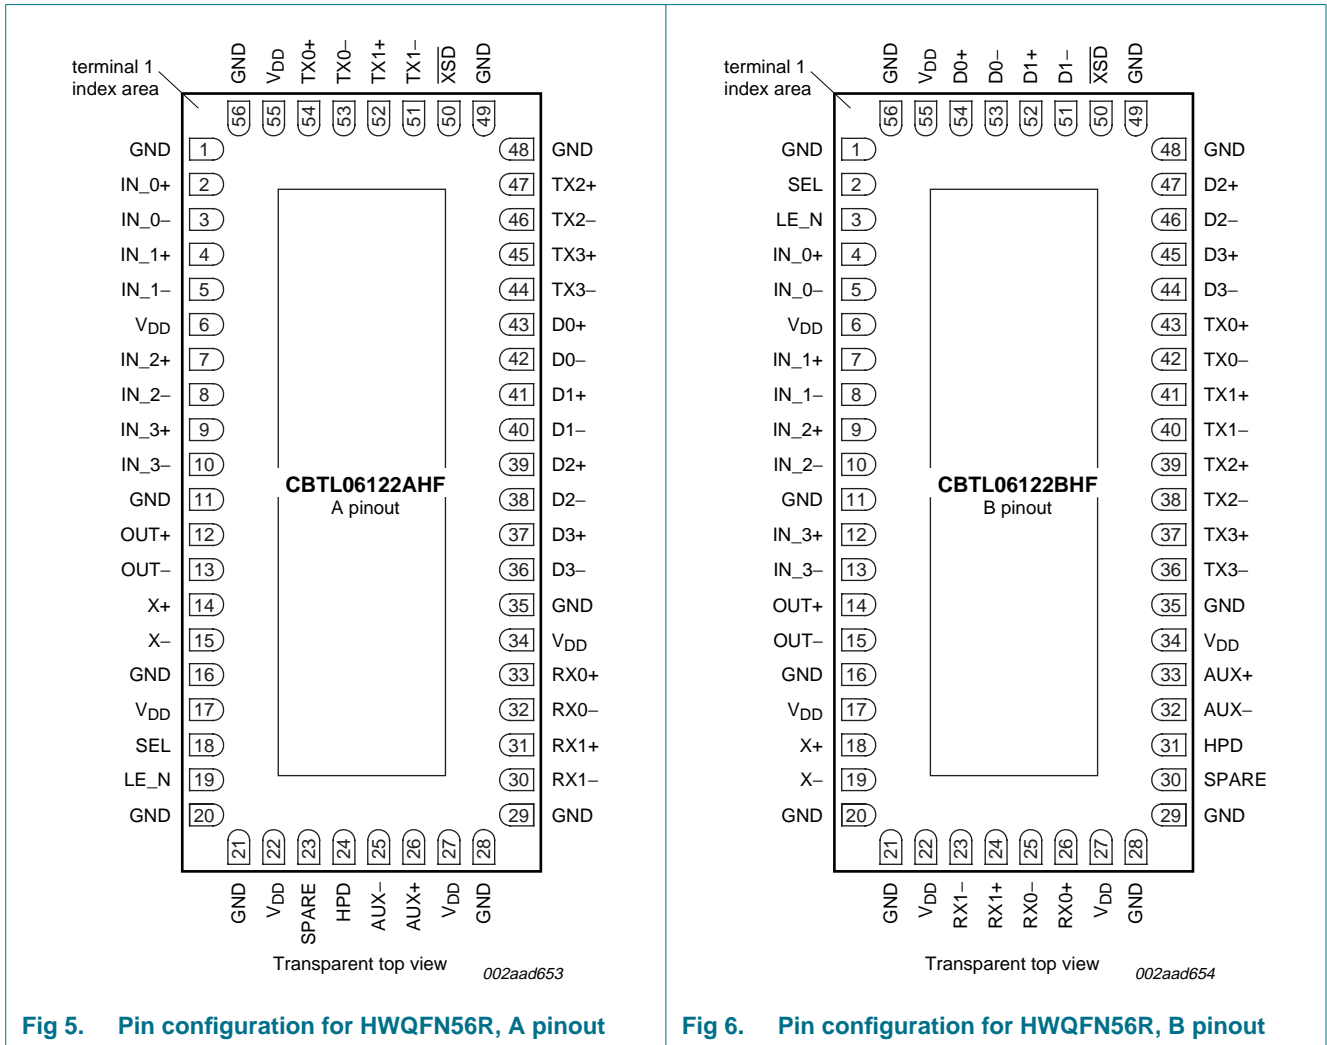 terminal 1
index area
GND
VDD
TX0+
TX0−
TX1+
TX1−
XSD
GND
56
55
54
53
52
51
50
49
GND 1
IN_0+ 2
IN_0− 3
IN_1+ 4
IN_1− 5
VDD 6
IN_2+ 7
IN_2− 8
IN_3+ 9
IN_3− 10
GND 11
OUT+ 12
OUT− 13
X+ 14
X− 15
GND 16
VDD 17
SEL 18
LE_N 19
GND 20
48 GND
47 TX2+
46 TX2−
45 TX3+
44 TX3−
43 D0+
42 D0−
41 D1+
40 D1−
39 D2+
38 D2−
37 D3+
36 D3−
35 GND
34 VDD
33 RX0+
32 RX0−
31 RX1+
30 RX1−
29 GND
CBTL06122AHF
A pinout
21
22
23
24
25
26
27
28
GND
VDD
SPARE
HPD
AUX−
AUX+
VDD
GND
Transparent top view
002aad653
Fig 5. Pin configuration for HWQFN56R, A pinout
terminal 1
index area
GND
VDD
D0+
D0−
D1+
D1−
XSD
GND
56
55
54
53
52
51
50
49
GND 1
SEL 2
LE_N 3
IN_0+ 4
IN_0− 5
VDD 6
IN_1+ 7
IN_1− 8
IN_2+ 9
IN_2− 10
GND 11
IN_3+ 12
IN_3− 13
OUT+ 14
OUT− 15
GND 16
VDD 17
X+ 18
X− 19
GND 20
48 GND
47 D2+
46 D2−
45 D3+
44 D3−
43 TX0+
42 TX0−
41 TX1+
40 TX1−
39 TX2+
38 TX2−
37 TX3+
36 TX3−
35 GND
34 VDD
33 AUX+
32 AUX−
31 HPD
30 SPARE
29 GND
CBTL06122BHF
B pinout
21
22
23
24
25
26
27
28
GND
VDD
RX1−
RX1+
RX0−
RX0+
VDD
GND
Transparent top view
002aad654
Fig 6. Pin configuration for HWQFN56R, B pinout